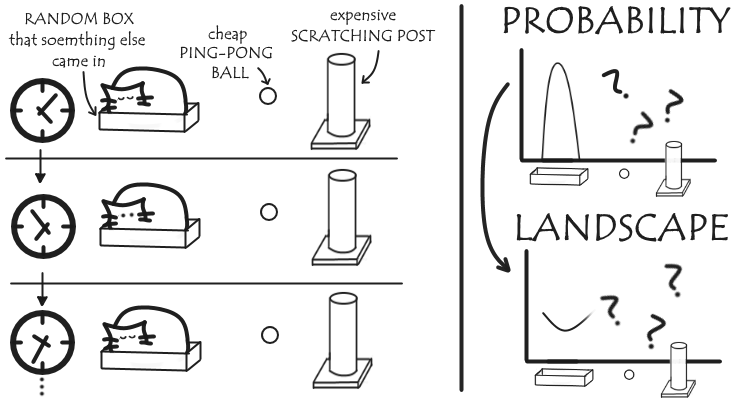 RANDOM BOX
that soemthing else
came in
cheap
PING-PONG
BALL
expensive
SCRATCHING POST
PROBABILITY
? ? ?
LANDSCAPE
? ? ?